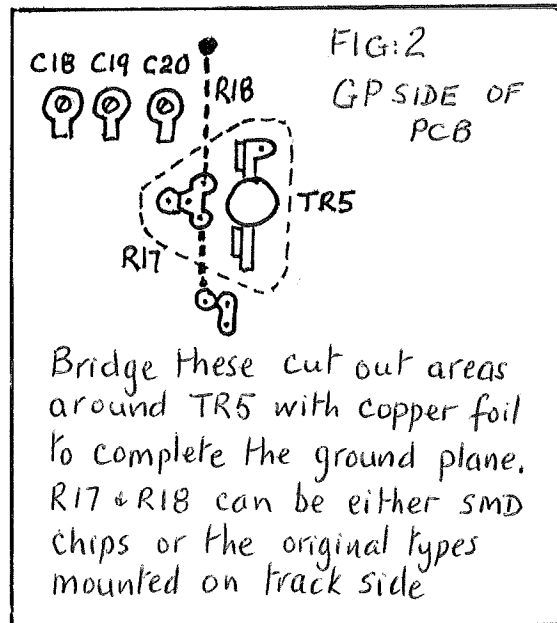 FIG:2
GP SIDE OF
PCB
C18 C19 C20
R18
TR5
R17
Bridge these cut out areas
around TR5 with copper foil
to complete the ground plane.
R17 & R18 can be either SMD
chips or the original types
mounted on track side